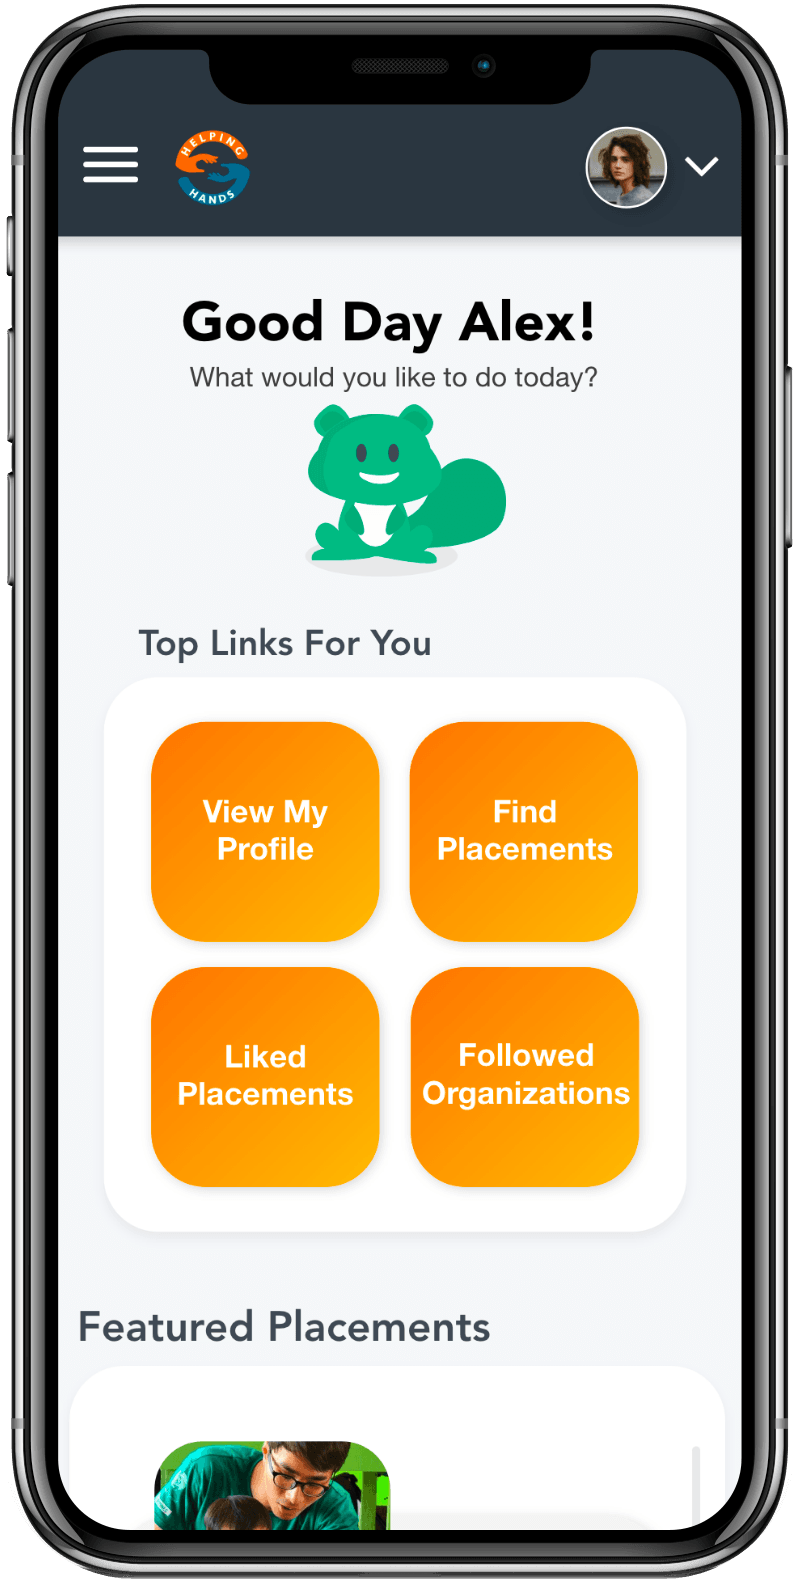 HELPING
HANDS
Good Day Alex!
What would you like to do today?
Top Links For You
View My
Profile
Find
Placements
Liked
Placements
Followed
Organizations
Featured Placements